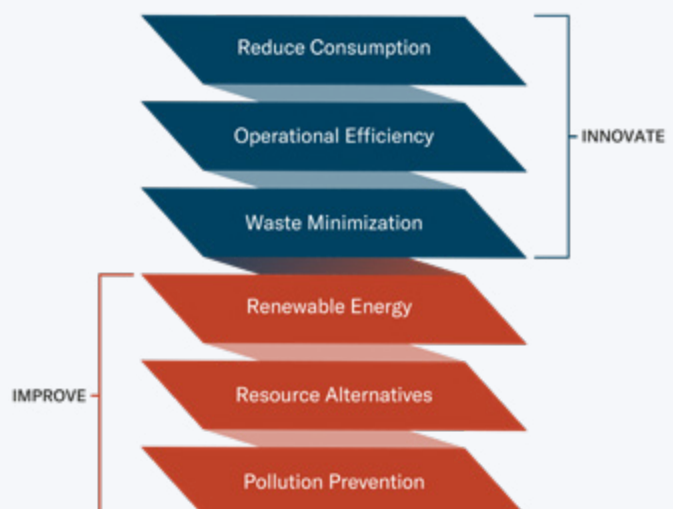 Reduce Consumption
Operational Efficiency
INNOVATE
Waste Minimization
Renewable Energy
IMPROVE
Resource Alternatives
Pollution Prevention